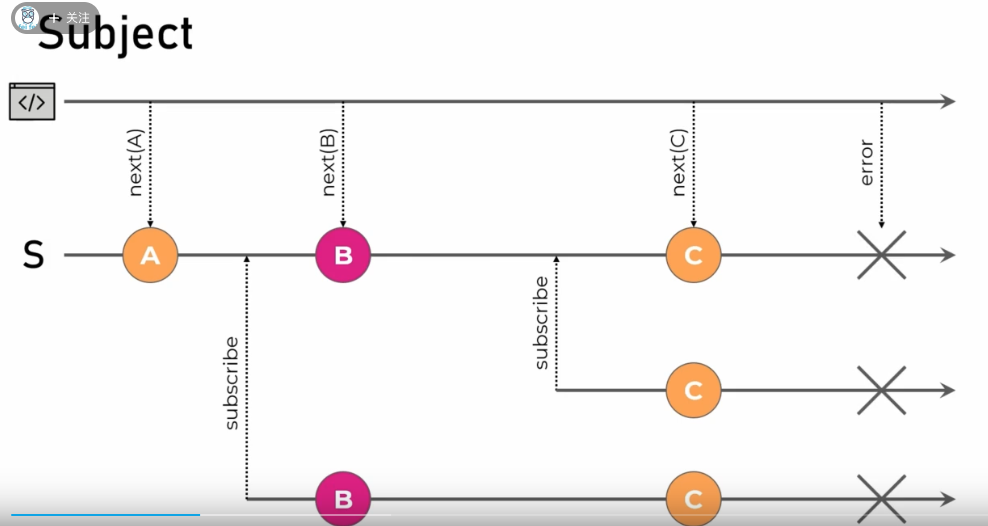 + 关注
Subject
</>
next(A)
next(B)
next(C)
error
S
A
B
C
subscribe
subscribe
C
B
C